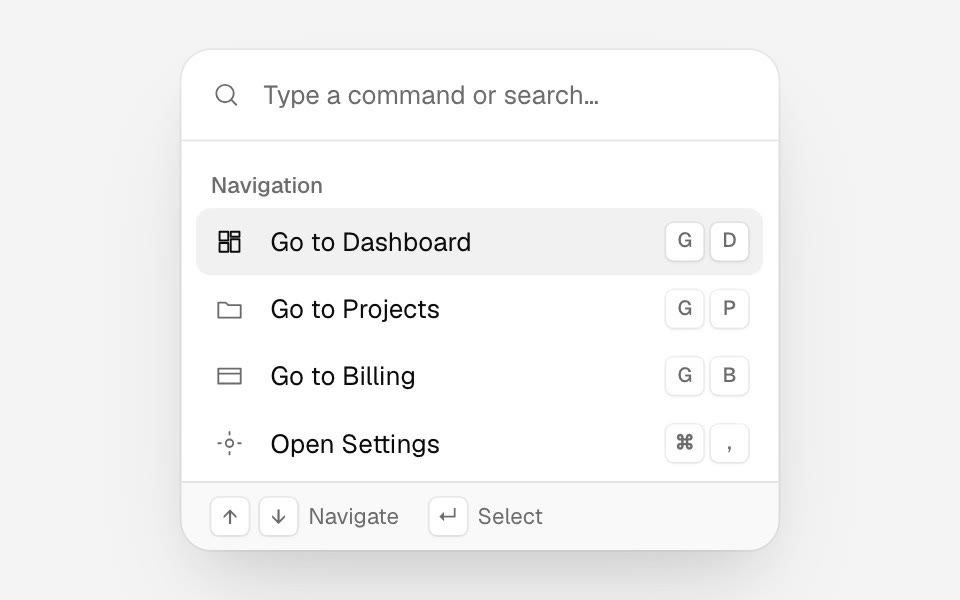 Type a command or search…
Navigation
Go to Dashboard G D
Go to Projects G P
Go to Billing G B
Open Settings ⌘ ,
↑ ↓ Navigate ↵ Select